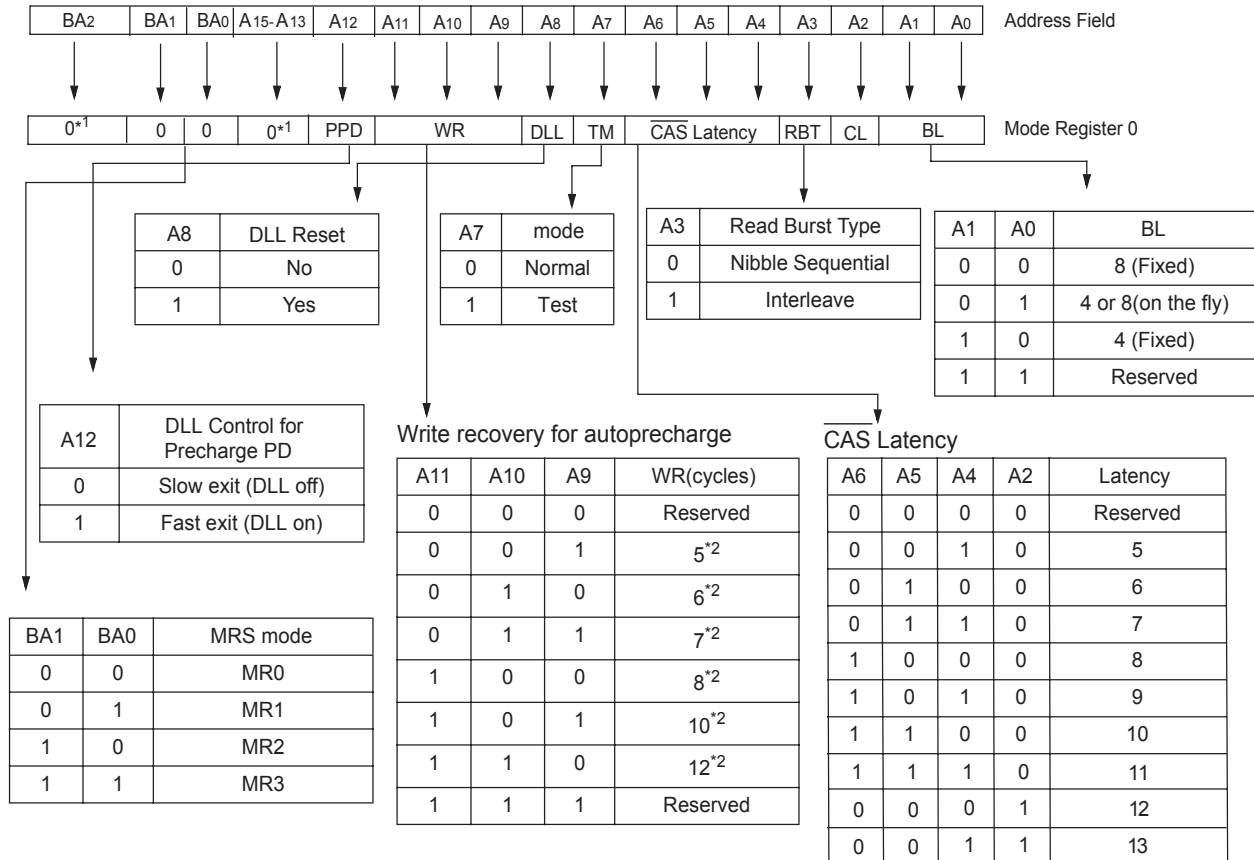 BA2 BA1 BA0 A15-A13 A12 A11 A10 A9 A8 A7 A6 A5 A4 A3 A2 A1 A0 Address Field
0*1 0 0 0*1 PPD WR DLL TM CAS Latency RBT CL BL Mode Register 0
A8 DLL Reset
0 No
1 Yes
A7 mode
0 Normal
1 Test
A3 Read Burst Type
0 Nibble Sequential
1 Interleave
A1 A0 BL
0 0 8 (Fixed)
0 1 4 or 8(on the fly)
1 0 4 (Fixed)
1 1 Reserved
A12 DLL Control for
Precharge PD
0 Slow exit (DLL off)
1 Fast exit (DLL on)
BA1 BA0 MRS mode
0 0 MR0
0 1 MR1
1 0 MR2
1 1 MR3
Write recovery for autoprecharge
A11 A10 A9 WR(cycles)
0 0 0 Reserved
0 0 1 5*2
0 1 0 6*2
0 1 1 7*2
1 0 0 8*2
1 0 1 10*2
1 1 0 12*2
1 1 1 Reserved
CAS Latency
A6 A5 A4 A2 Latency
0 0 0 0 Reserved
0 0 1 0 5
0 1 0 0 6
0 1 1 0 7
1 0 0 0 8
1 0 1 0 9
1 1 0 0 10
1 1 1 0 11
0 0 0 1 12
0 0 1 1 13